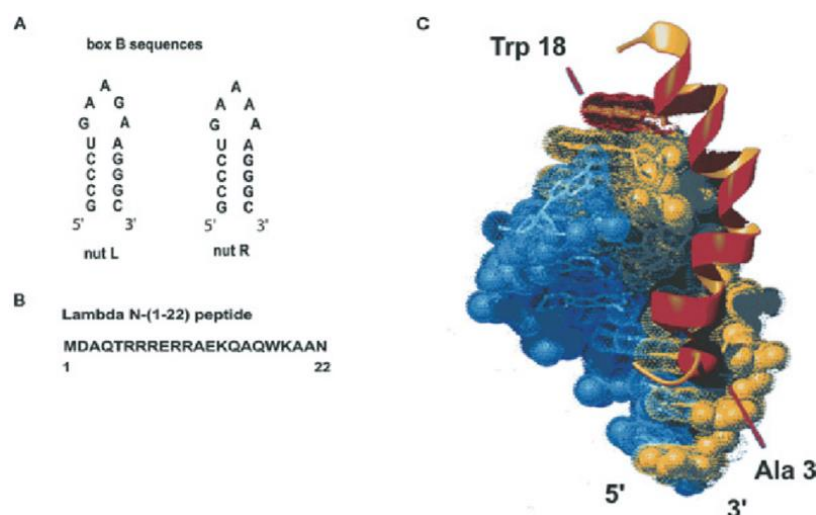 A
box B sequences
A
A G
G A
U A
C G
C G
C G
G C
5' 3'
nut L
A
A A
G A
U A
C G
C G
C G
G C
5' 3'
nut R
B
Lambda N-(1-22) peptide
MDAQTRRRERRAEKQAQWKAAN
1 22
C
Trp 18
Ala 3
5' 3'